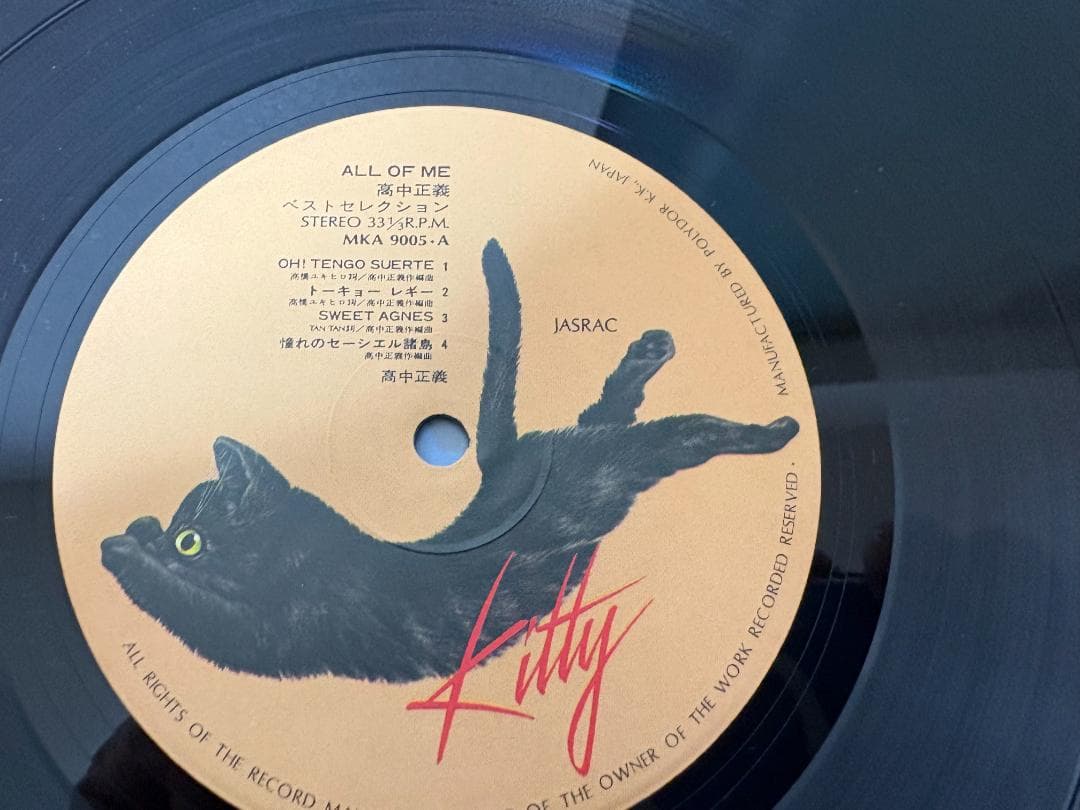 ALL OF ME
高中正義
ベストセレクション
STEREO 33⅓R.P.M.
MKA 9005・A
OH! TENGO SUERTE 1
高橋ユキヒロ詞/高中正義作編曲
トーキョー レギー 2
高橋ユキヒロ詞/高中正義作編曲
SWEET AGNES 3
TAN TAN詞/高中正義作編曲
憧れのセーシエル諸島 4
高中正義作編曲
高中正義
JASRAC
Kitty
MANUFACTURED BY POLYDOR K.K., JAPAN
ALL RIGHTS OF THE RECORD
OF THE OWNER OF THE WORK RECORDED RESERVED・